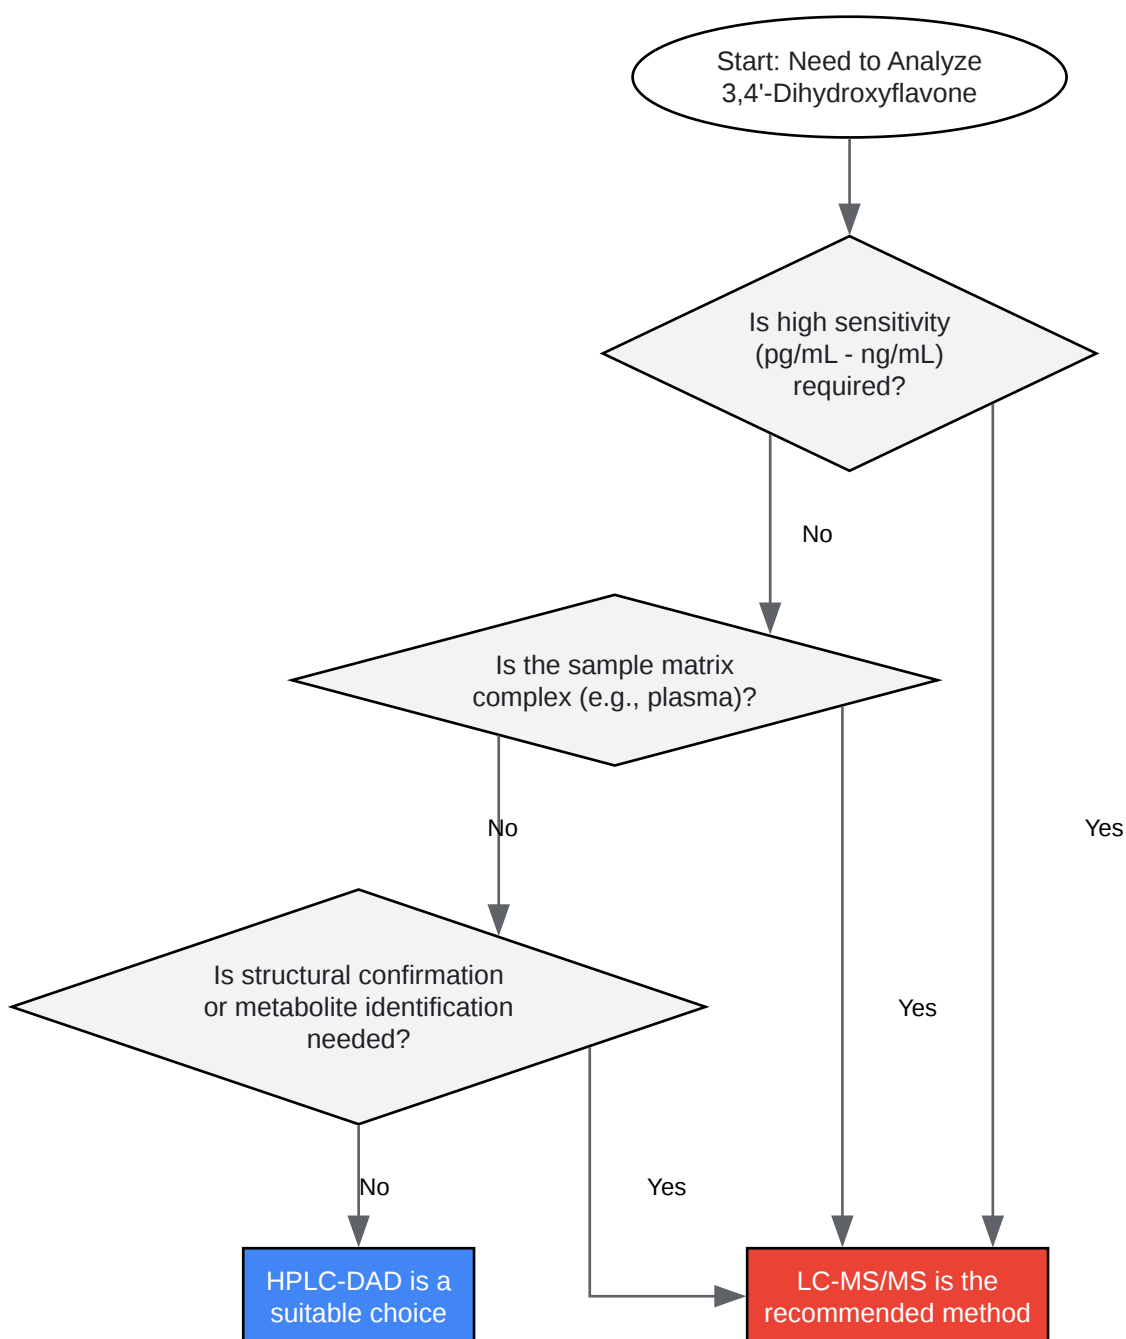 Start: Need to Analyze
3,4'-Dihydroxyflavone
Is high sensitivity
(pg/mL - ng/mL)
required?
No
Is the sample matrix
complex (e.g., plasma)?
No
Yes
Is structural confirmation
or metabolite identification
needed?
Yes
No
Yes
HPLC-DAD is a
suitable choice
LC-MS/MS is the
recommended method